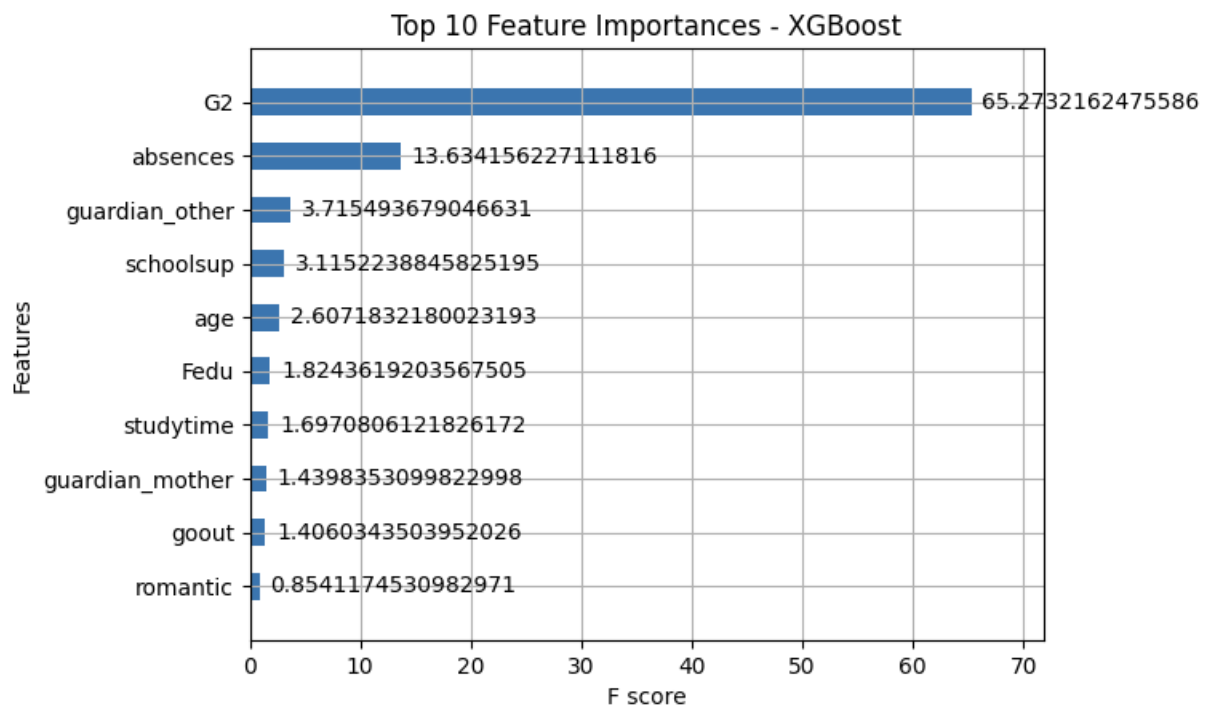 Top 10 Feature Importances - XGBoost
Features
G2 65.2732162475586
absences 13.634156227111816
guardian_other 3.715493679046631
schoolsup 3.1152238845825195
age 2.6071832180023193
Fedu 1.8243619203567505
studytime 1.6970806121826172
guardian_mother 1.4398353099822998
goout 1.4060343503952026
romantic 0.85411174530982971
0 10 20 30 40 50 60 70
F score